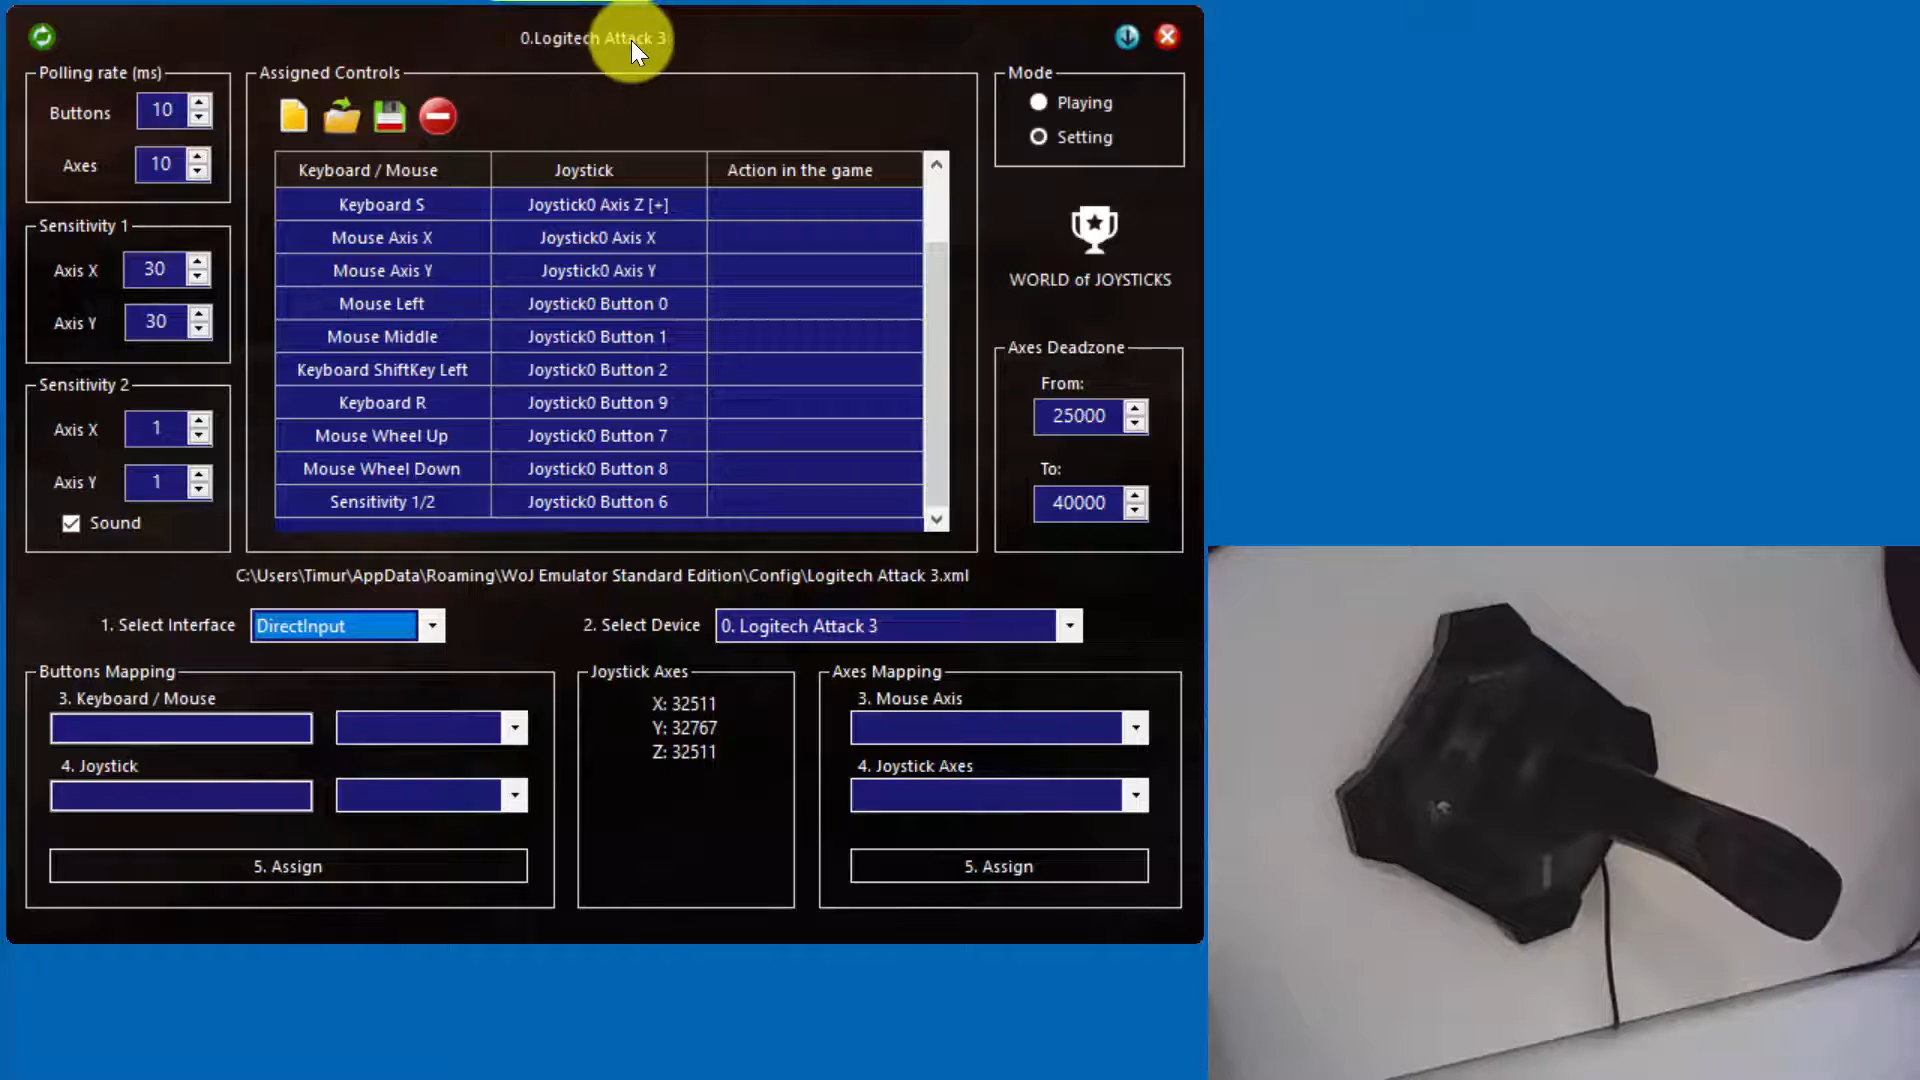 0.Logitech Attack 3
Polling rate (ms)
Buttons 10
Axes 10
Sensitivity 1
Axis X 30
Axis Y 30
Sensitivity 2
Axis X 1
Axis Y 1
Sound
Assigned Controls
Keyboard / Mouse Joystick Action in the game
Keyboard S Joystick0 Axis Z [+]
Mouse Axis X Joystick0 Axis X
Mouse Axis Y Joystick0 Axis Y
Mouse Left Joystick0 Button 0
Mouse Middle Joystick0 Button 1
Keyboard ShiftKey Left Joystick0 Button 2
Keyboard R Joystick0 Button 9
Mouse Wheel Up Joystick0 Button 7
Mouse Wheel Down Joystick0 Button 8
Sensitivity 1/2 Joystick0 Button 6
Mode
Playing
Setting
WORLD of JOYSTICKS
Axes Deadzone
From:
25000
To:
40000
C:\Users\Timur\AppData\Roaming\WoJ Emulator Standard Edition\Config\Logitech Attack 3.xml
1. Select Interface DirectInput
2. Select Device 0. Logitech Attack 3
Buttons Mapping
3. Keyboard / Mouse
4. Joystick
5. Assign
Joystick Axes
X: 32511
Y: 32767
Z: 32511
Axes Mapping
3. Mouse Axis
4. Joystick Axes
5. Assign